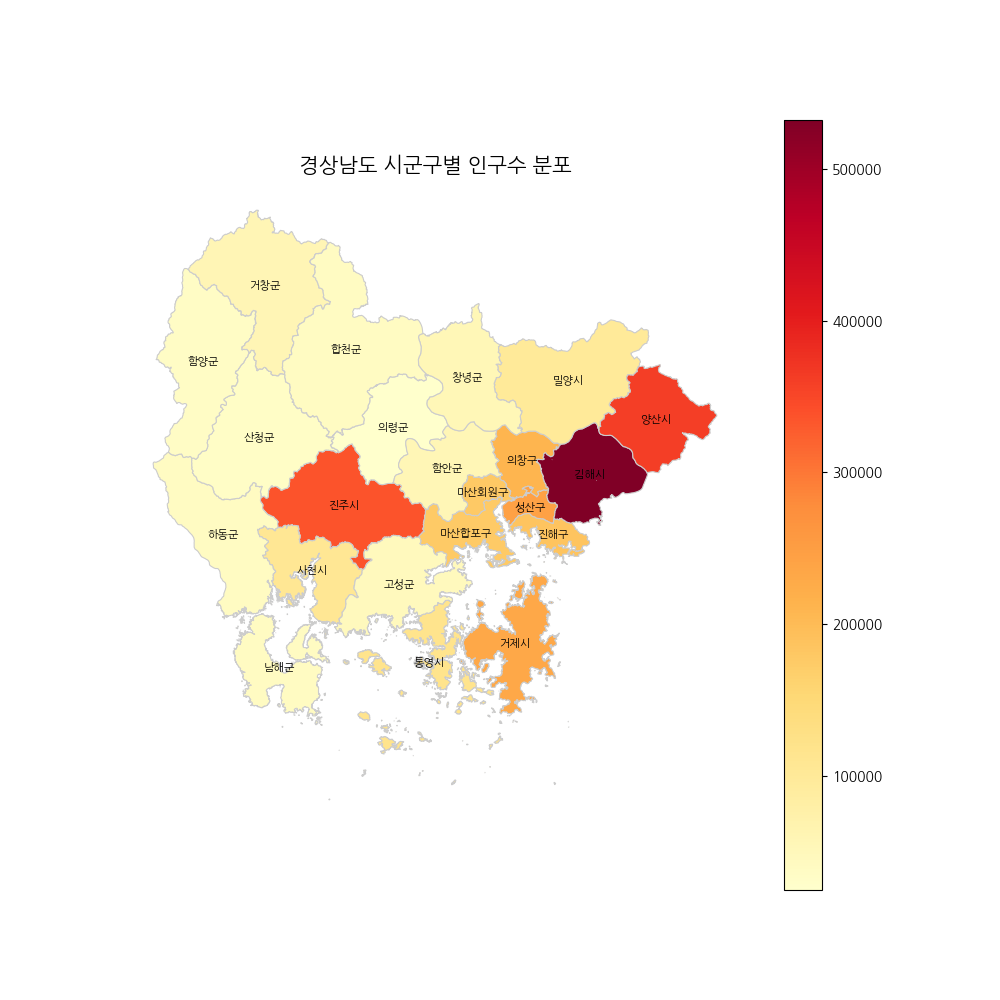 경상남도 시군구별 인구수 분포
거창군
합천군
함양군
창녕군
밀양시
양산시
의령군
산청군
의창구
함안군
김해시
마산회원구
진주시
성산구
하동군
마산합포구
진해구
사천시
고성군
거제시
통영시
남해군
500000
400000
300000
200000
100000